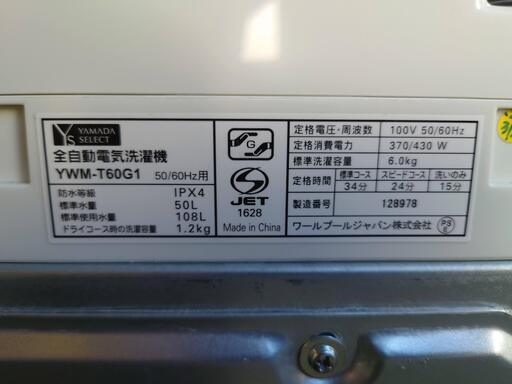 YS YAMADA SELECT
全自動電気洗濯機
YWM-T60G1 50/60Hz用
防水等級 IPX4
標準水量 50L
標準使用水量 108L
ドライコース時の洗濯容量 1.2kg
G
S
JET
1628
Made in China
定格電圧・周波数 100V 50/60Hz
定格消費電力 370/430 W
標準洗濯容量 6.0kg
定格時間 標準コース スピードコース 洗いのみ
34分 24分 15分
製造番号 128978
ワールプールジャパン株式会社 PSE